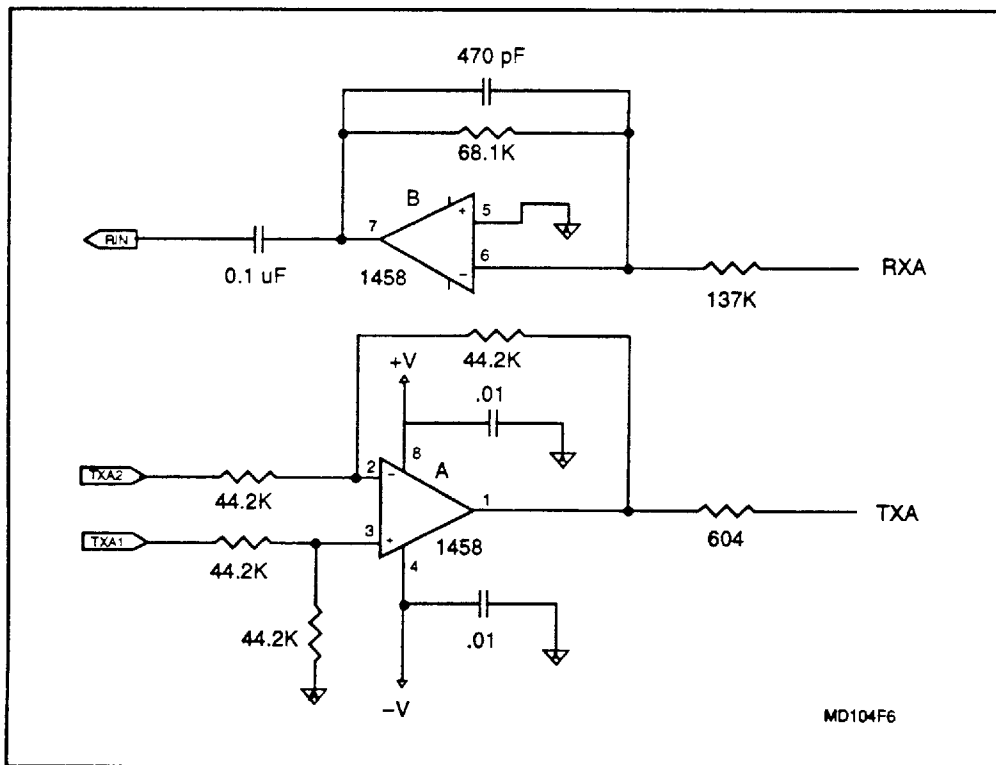 470 pF
68.1K
B
+
5
7
6
−
RIN
0.1 uF
1458
137K
RXA
44.2K
+V
.01
8
A
TXA2
2
−
44.2K
1
TXA
604
TXA1
3
+
1458
44.2K
4
44.2K
.01
−V
MD104F6